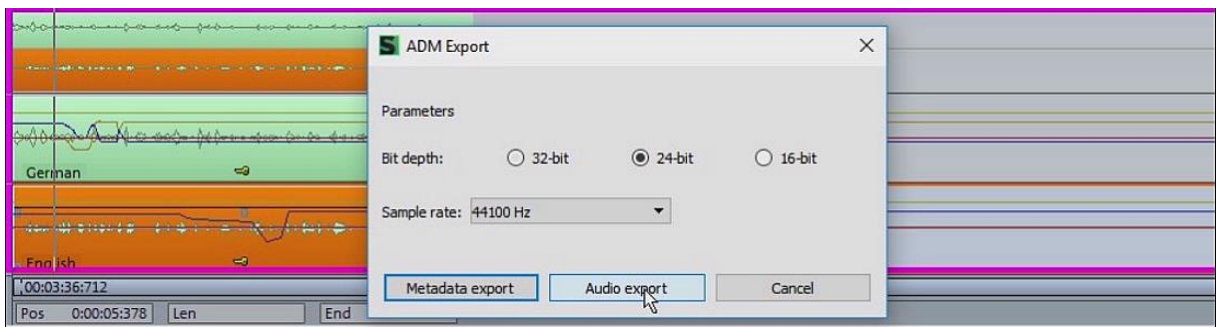 S ADM Export
Parameters
Bit depth: 32-bit 24-bit 16-bit
German
Sample rate: 44100 Hz
English
Metadata export Audio export Cancel
00:03:36:712
Pos 0:00:05:378 Len End